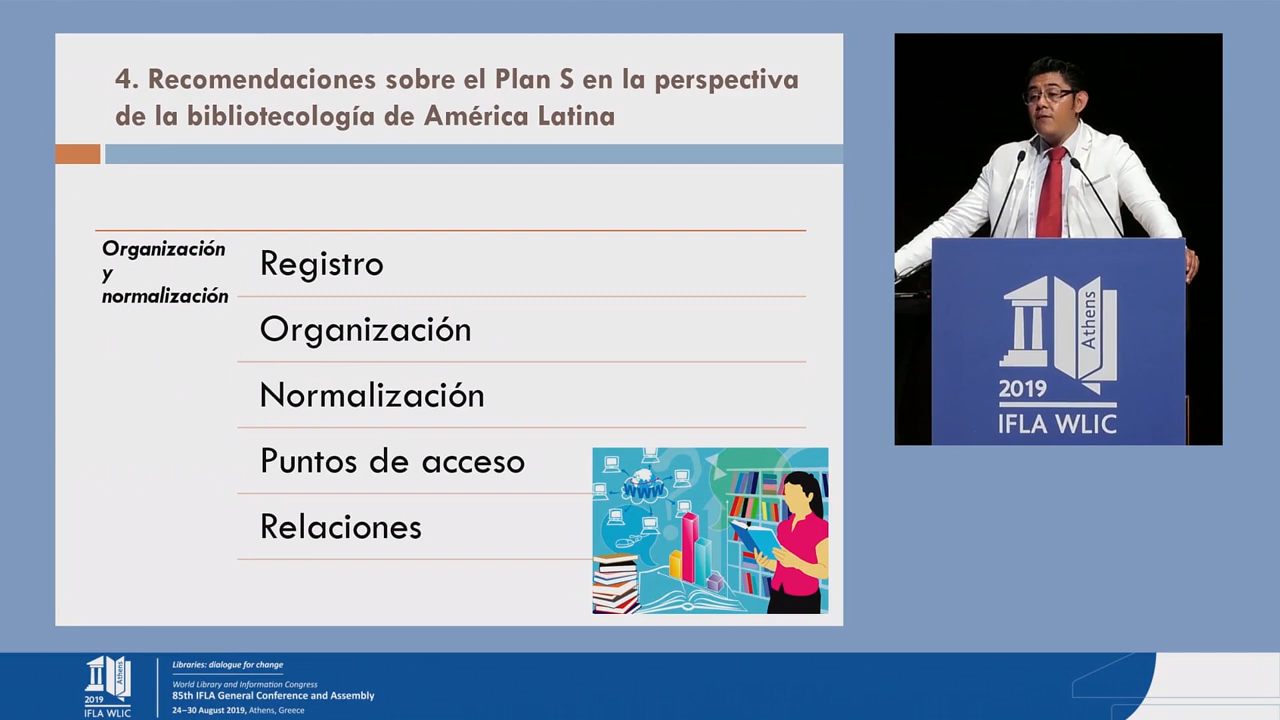 4. Recomendaciones sobre el Plan S en la perspectiva
de la bibliotecología de América Latina
Organización
y
normalización
Registro
Organización
Normalización
Puntos de acceso
Relaciones
WWW
Athens
2019
IFLA WLIC
Athens
2019
IFLA WLIC
Libraries: dialogue for change
World Library and Information Congress
85th IFLA General Conference and Assembly
24–30 August 2019, Athens, Greece